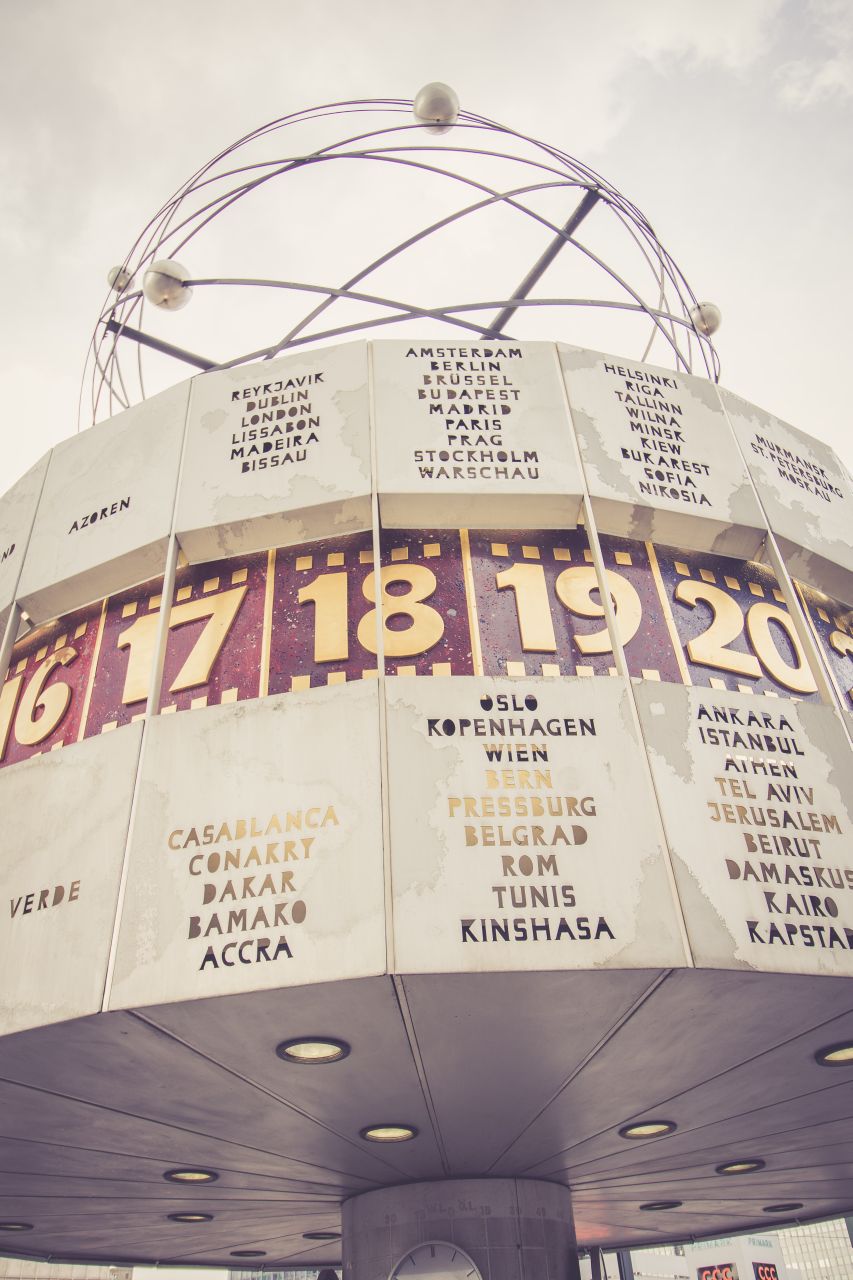 REYKJAVIK
DUBLIN
LONDON
LISSABON
MADEIRA
BISSAU
AMSTERDAM
BERLIN
BRÜSSEL
BUDAPEST
MADRID
PARIS
PRAG
STOCKHOLM
WARSCHAU
HELSINKI
RIGA
TALLINN
WILNA
MINSK
KIEW
BUKAREST
SOFIA
NIKOSIA
MURMANSK
ST. PETERSBURG
MOSKAU
AZOREN
16 17 18 19 20
VERDE
CASABLANCA
CONAKRY
DAKAR
BAMAKO
ACCRA
OSLO
KOPENHAGEN
WIEN
BERN
PRESSBURG
BELGRAD
ROM
TUNIS
KINSHASA
ANKARA
ISTANBUL
ATHEN
TEL AVIV
JERUSALEM
BEIRUT
DAMASKUS
KAIRO
KAPSTAD
PRIMARK
PRIMARK